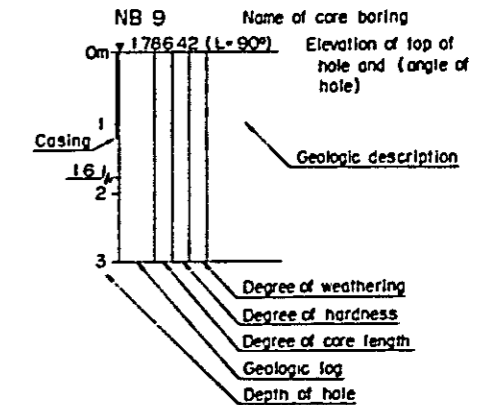 NB 9 Name of core boring
1786.42 (L=90°) Elevation of top of
0m hole and (angle of
hole)
1
Casing
Geologic description
1.61
2
3
Degree of weathering
Degree of hardness
Degree of core length
Geologic log
Depth of hole